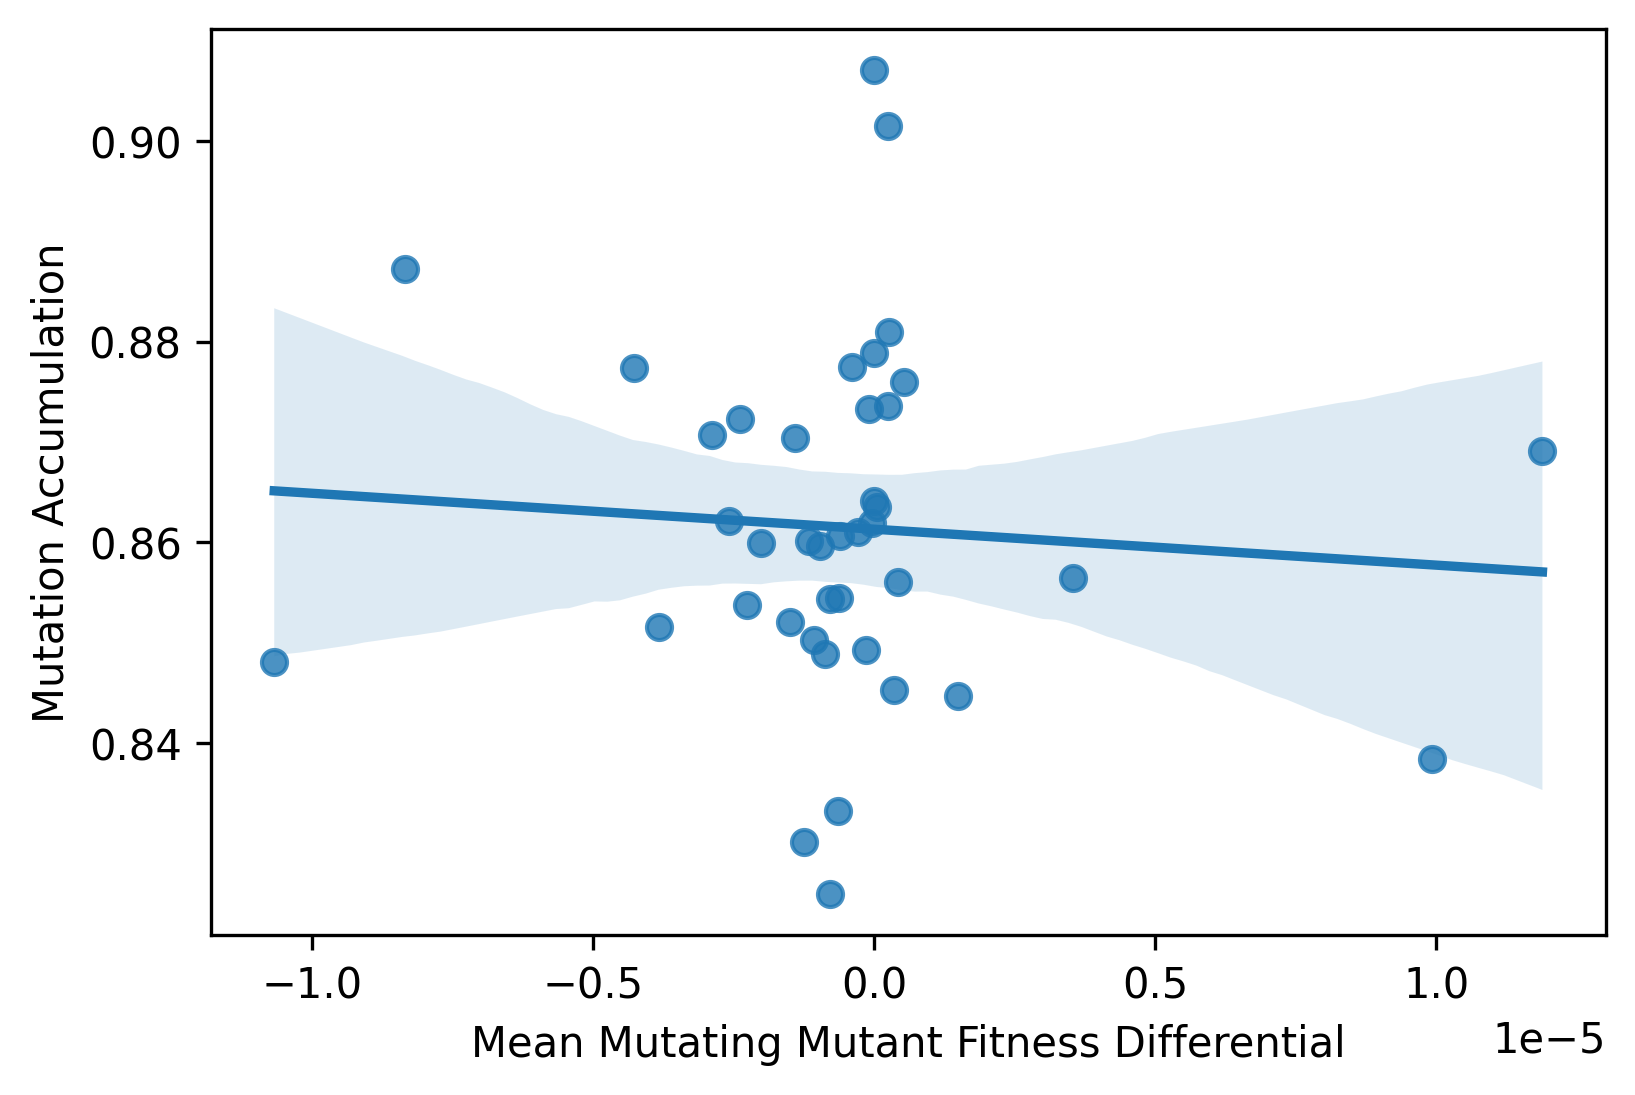 0.90
0.88
0.86
0.84
Mutation Accumulation
−1.0 −0.5 0.0 0.5 1.0
1e−5
Mean Mutating Mutant Fitness Differential